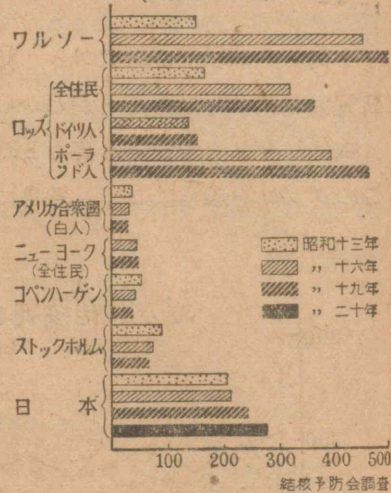 ワルソー
全住民
ロッズ
ドイツ人
ポーランド人
アメリカ合衆國
(白人)
ニューヨーク
(全住民)
コペンハーゲン
ストックホルム
日本
昭和十三年
〃 十六年
〃 十九年
〃 二十年
100 200 300 400 500
結核予防会調査